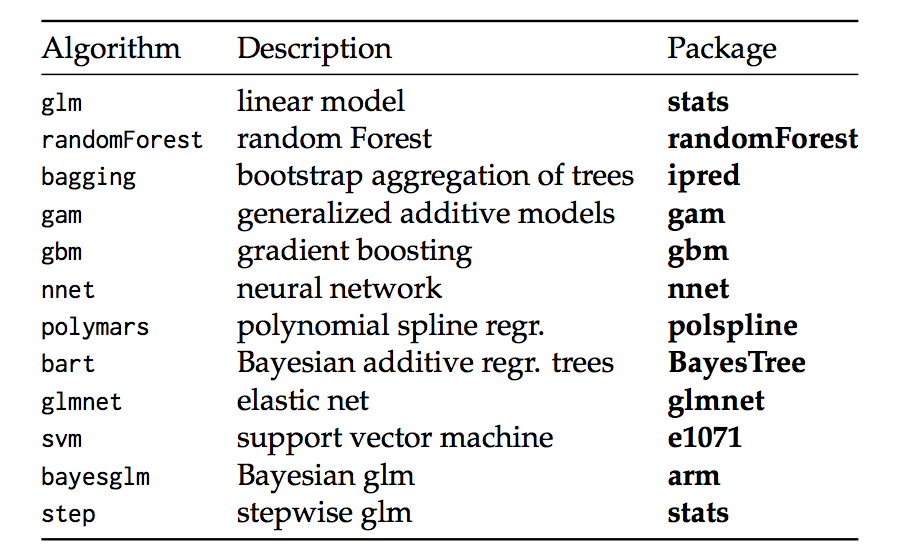 Algorithm Description Package
glm linear model stats
randomForest random Forest randomForest
bagging bootstrap aggregation of trees ipred
gam generalized additive models gam
gbm gradient boosting gbm
nnet neural network nnet
polymars polynomial spline regr. polspline
bart Bayesian additive regr. trees BayesTree
glmnet elastic net glmnet
svm support vector machine e1071
bayesglm Bayesian glm arm
step stepwise glm stats